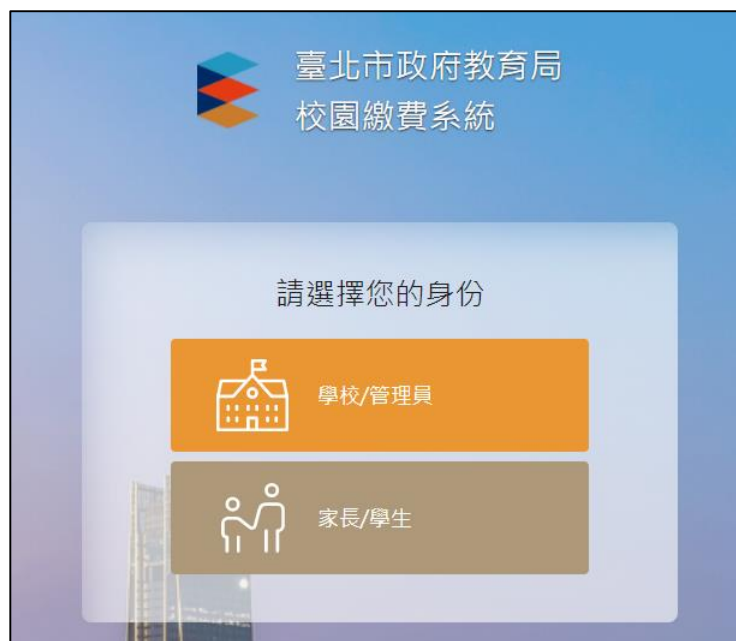 臺北市政府教育局
校園繳費系統
請選擇您的身份
學校/管理員
家長/學生